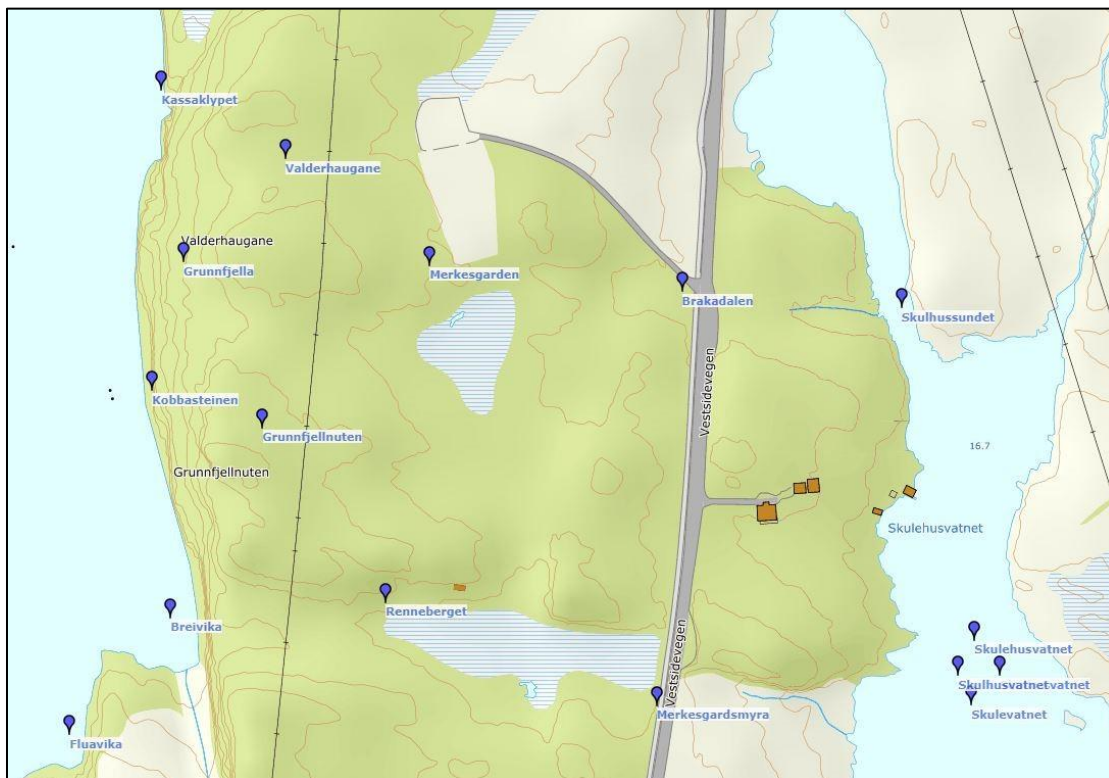 Kassaklypet
Valderhaugane
Valderhaugane
Grunnfjella
Merkesgarden
Brakadalen
Skulhussundet
Kobbasteinen
Vestsidevegen
Grunnfjellnuten
16.7
Grunnfjellnuten
Skulehusvatnet
Renneberget
Breivika
Skulehusvatnet
Vestsidevegen
Skulhusvatnetvatnet
Merkesgardsmyra
Skulevatnet
Fluavika